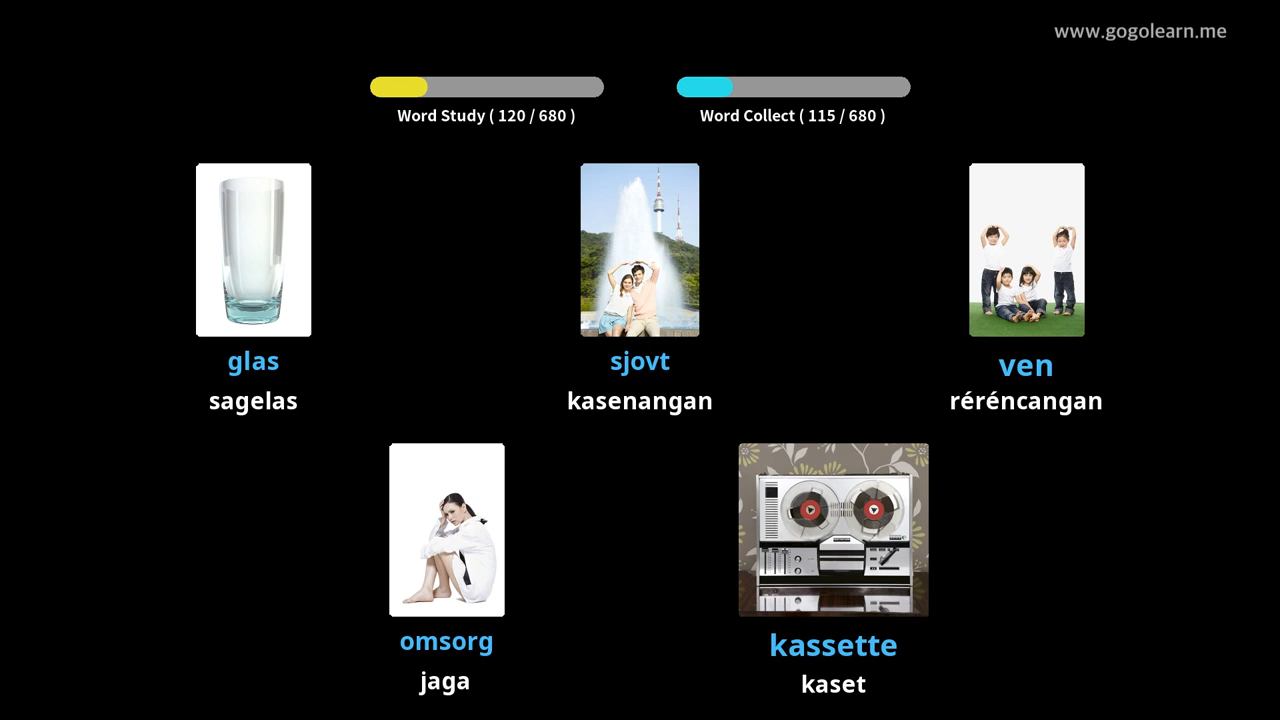 www.gogolearn.me
Word Study ( 120 / 680 )
Word Collect ( 115 / 680 )
glas
sjovt
ven
sagelas
kasenangan
réréncangan
omsorg
kassette
jaga
kaset